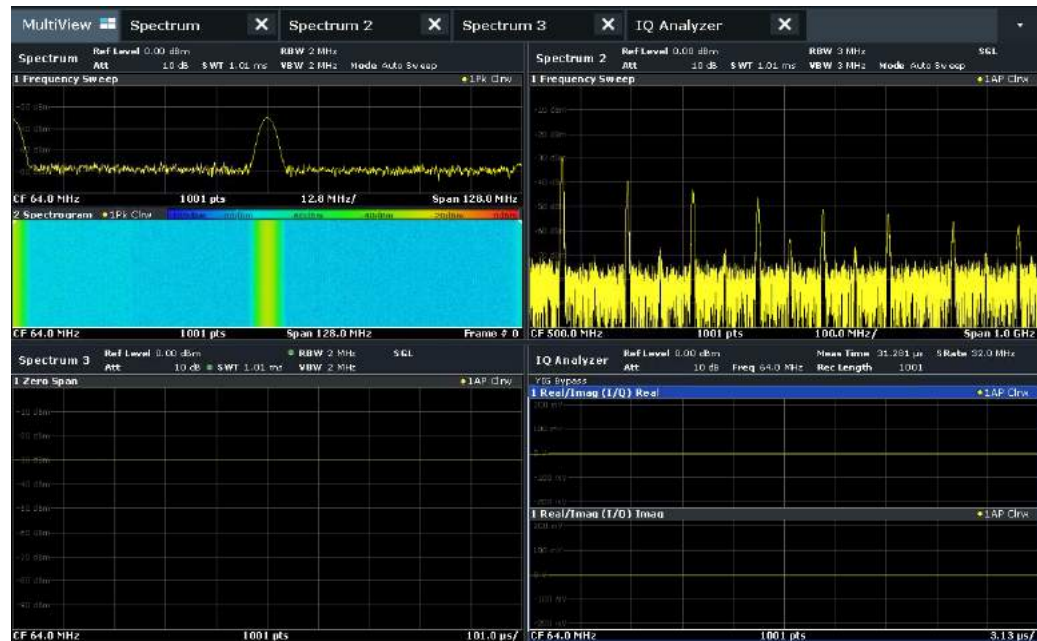 MultiView Spectrum X Spectrum 2 X Spectrum 3 X IQ Analyzer X
Spectrum Ref Level 0.00 dBm RBW 2 MHz
Att 10 dB SWT 1.01 ms VBW 2 MHz Mode Auto Sweep
1 Frequency Sweep 1Pk Clrw
CF 64.0 MHz 1001 pts 12.8 MHz/ Span 128.0 MHz
2 Spectrogram 1Pk Clrw
CF 64.0 MHz 1001 pts Span 128.0 MHz Frame # 0
Spectrum 2 Ref Level 0.00 dBm RBW 3 MHz SGL
Att 10 dB SWT 1.01 ms VBW 3 MHz Mode Auto Sweep
1 Frequency Sweep 1AP Clrw
CF 500.0 MHz 1001 pts 100.0 MHz/ Span 1.0 GHz
Spectrum 3 Ref Level 0.00 dBm RBW 2 MHz SGL
Att 10 dB SWT 1.01 ms VBW 2 MHz
1 Zero Span 1AP Clrw
CF 64.0 MHz 1001 pts 101.0 µs/
IQ Analyzer Ref Level 0.00 dBm Meas Time 31.281 µs SRate 32.0 MHz
Att 10 dB Freq 64.0 MHz Rec Length 1001
YIG Bypass
1 Real/Imag (I/Q) Real 1AP Clrw
1 Real/Imag (I/Q) Imag 1AP Clrw
CF 64.0 MHz 1001 pts 3.13 µs/